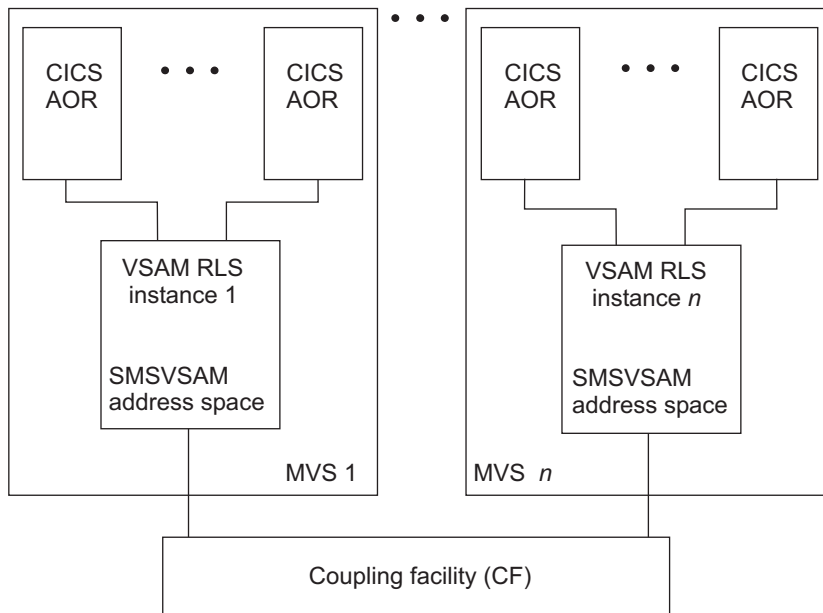 CICS
AOR
CICS
AOR
CICS
AOR
CICS
AOR
VSAM RLS
instance 1
SMSVSAM
address space
VSAM RLS
instance n
SMSVSAM
address space
MVS 1
MVS n
Coupling facility (CF)